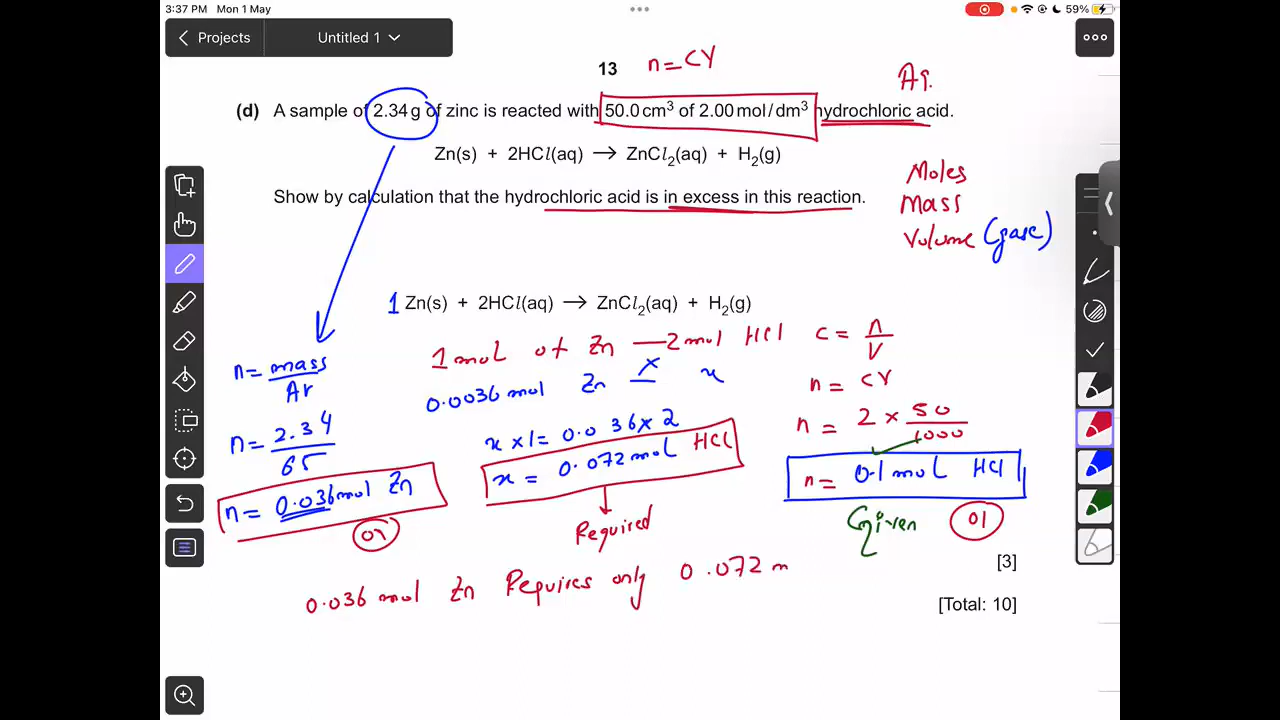 3:37 PM Mon 1 May
59%
Projects
Untitled 1
13
n = CV
Ar.
(d) A sample of 2.34 g of zinc is reacted with 50.0 cm³ of 2.00 mol/dm³ hydrochloric acid.
Zn(s) + 2HCl(aq) → ZnCl₂(aq) + H₂(g)
Moles
Show by calculation that the hydrochloric acid is in excess in this reaction.
Mass
Volume (gase)
1 Zn(s) + 2HCl(aq) → ZnCl₂(aq) + H₂(g)
1 mol of Zn — 2 mol HCl
0.0036 mol Zn — x
x × 1 = 0.036 × 2
x = 0.072 mol HCl
Required
n = mass / Ar
n = 2.34 / 65
n = 0.036 mol Zn
C = n / V
n = CV
n = 2 × 50 / 1000
n = 0.1 mol HCl
Given
01
[3]
0.036 mol Zn Requires only 0.072 m
[Total: 10]